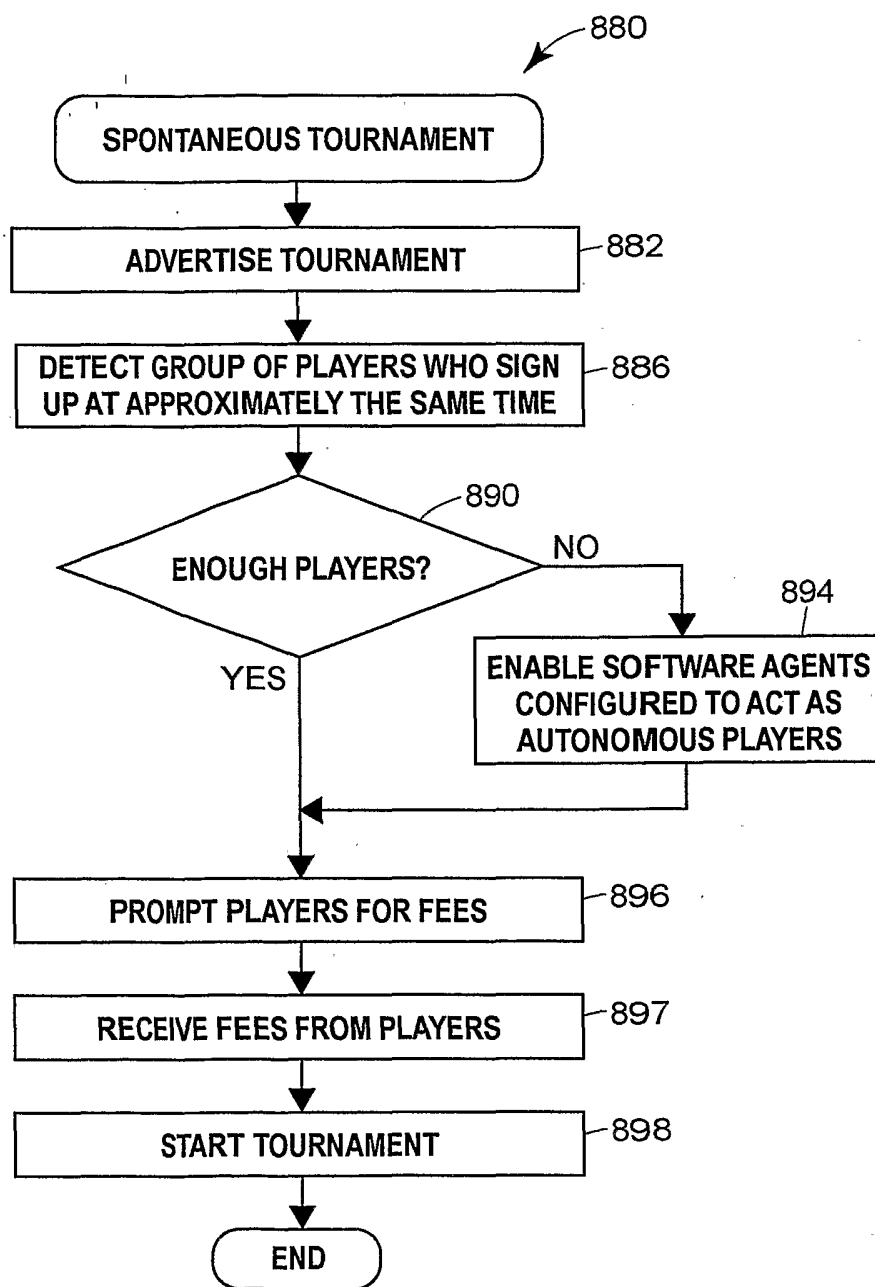 880
SPONTANEOUS TOURNAMENT
ADVERTISE TOURNAMENT
882
DETECT GROUP OF PLAYERS WHO SIGN
UP AT APPROXIMATELY THE SAME TIME
886
890
ENOUGH PLAYERS?
NO
YES
894
ENABLE SOFTWARE AGENTS
CONFIGURED TO ACT AS
AUTONOMOUS PLAYERS
PROMPT PLAYERS FOR FEES
896
RECEIVE FEES FROM PLAYERS
897
START TOURNAMENT
898
END